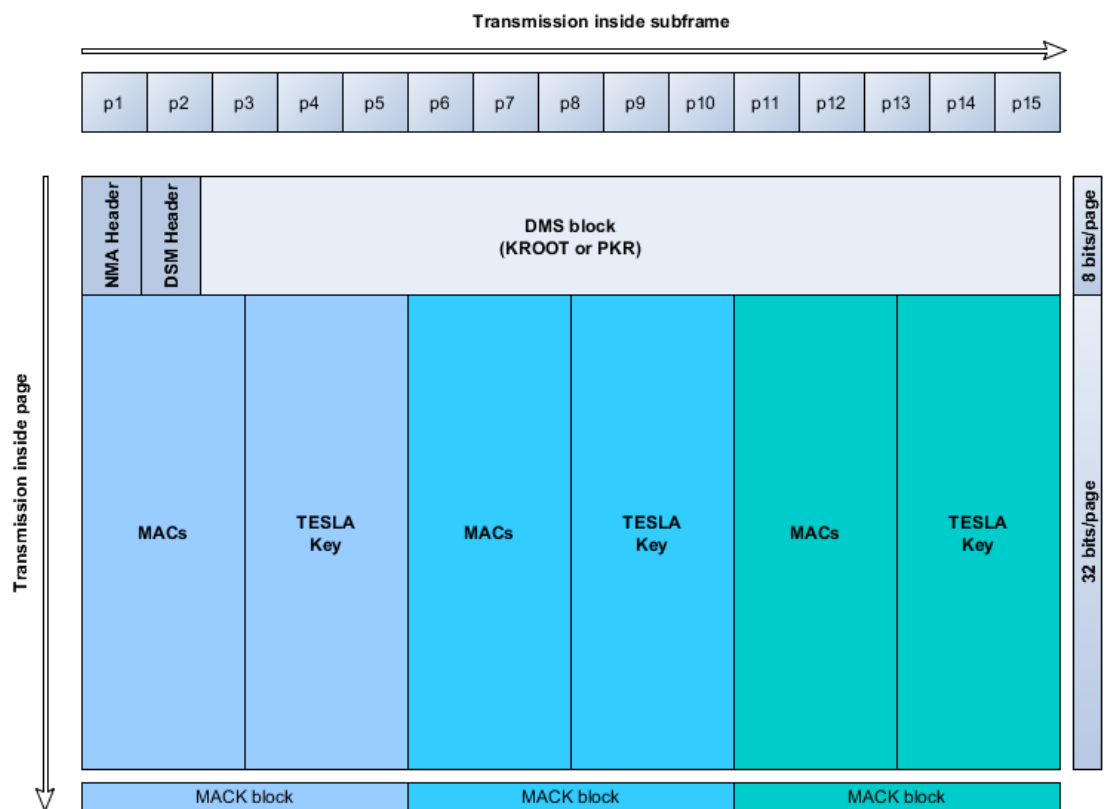 Transmission inside subframe
p1 p2 p3 p4 p5 p6 p7 p8 p9 p10 p11 p12 p13 p14 p15
Transmission inside page
NMA Header
DSM Header
DMS block
(KROOT or PKR)
8 bits/page
MACs
TESLA
Key
MACs
TESLA
Key
MACs
TESLA
Key
32 bits/page
MACK block
MACK block
MACK block